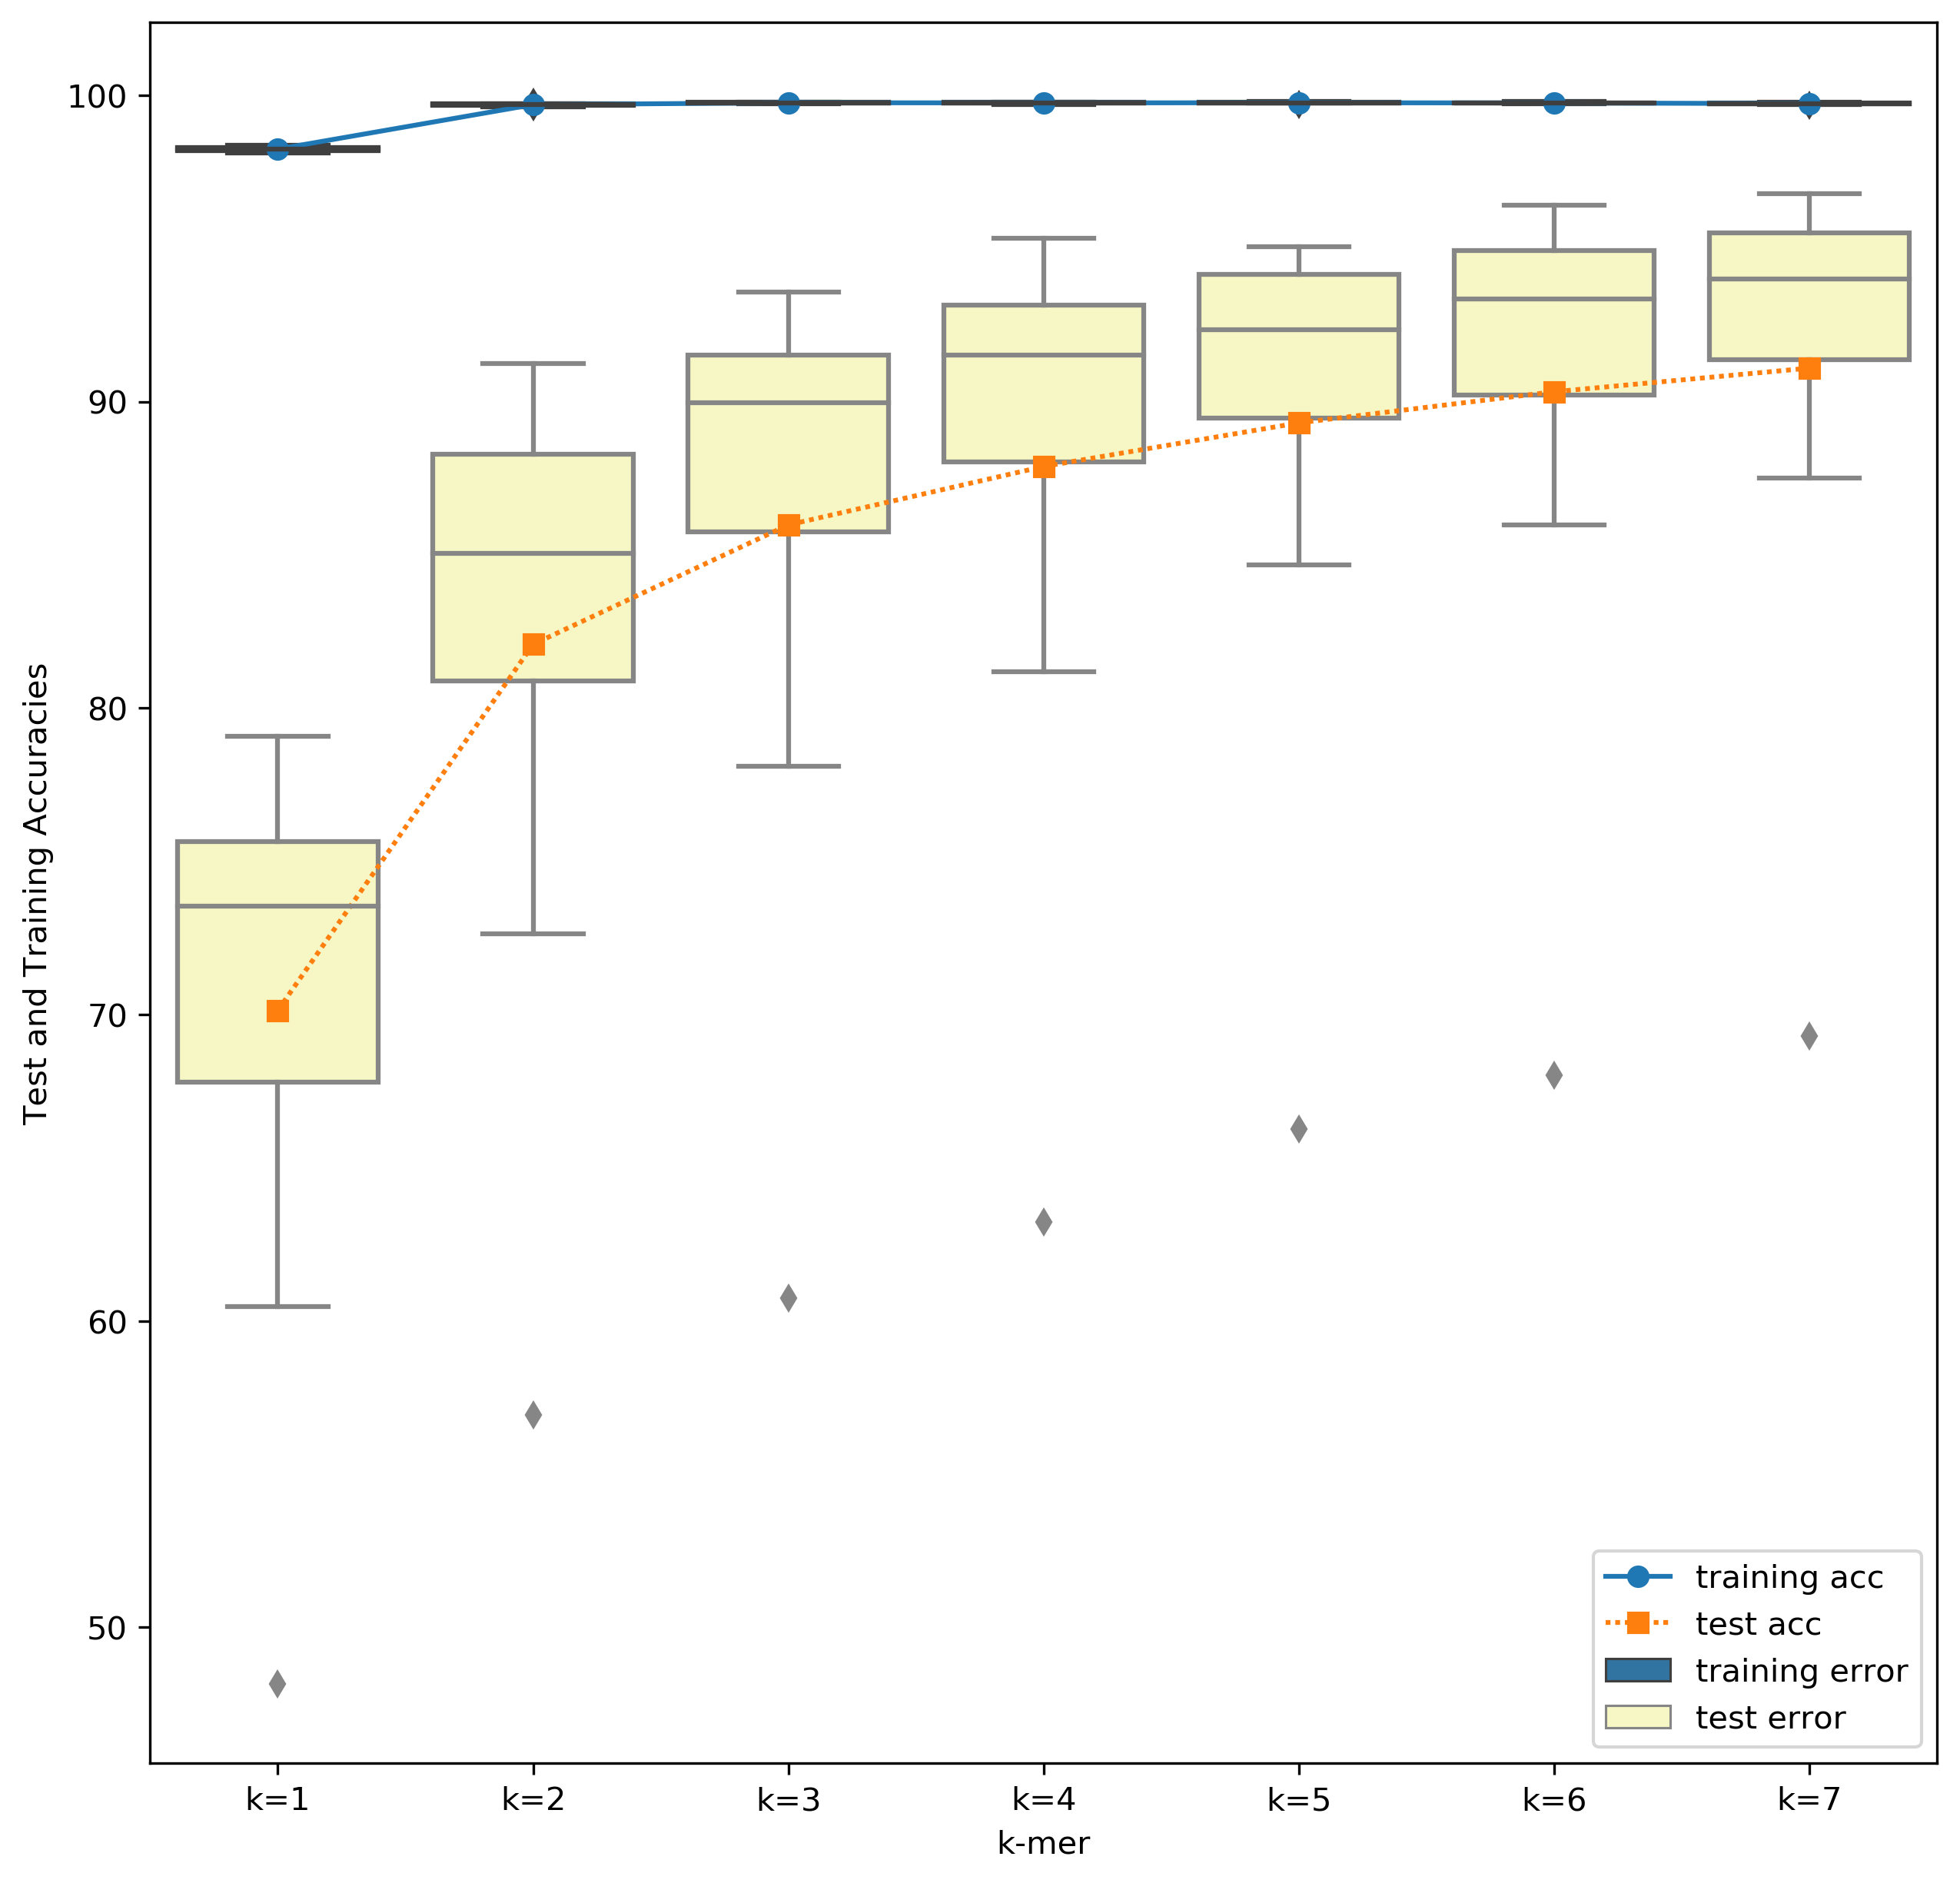 100
90
80
70
60
50
Test and Training Accuracies
training acc
test acc
training error
test error
k=1 k=2 k=3 k=4 k=5 k=6 k=7
k-mer